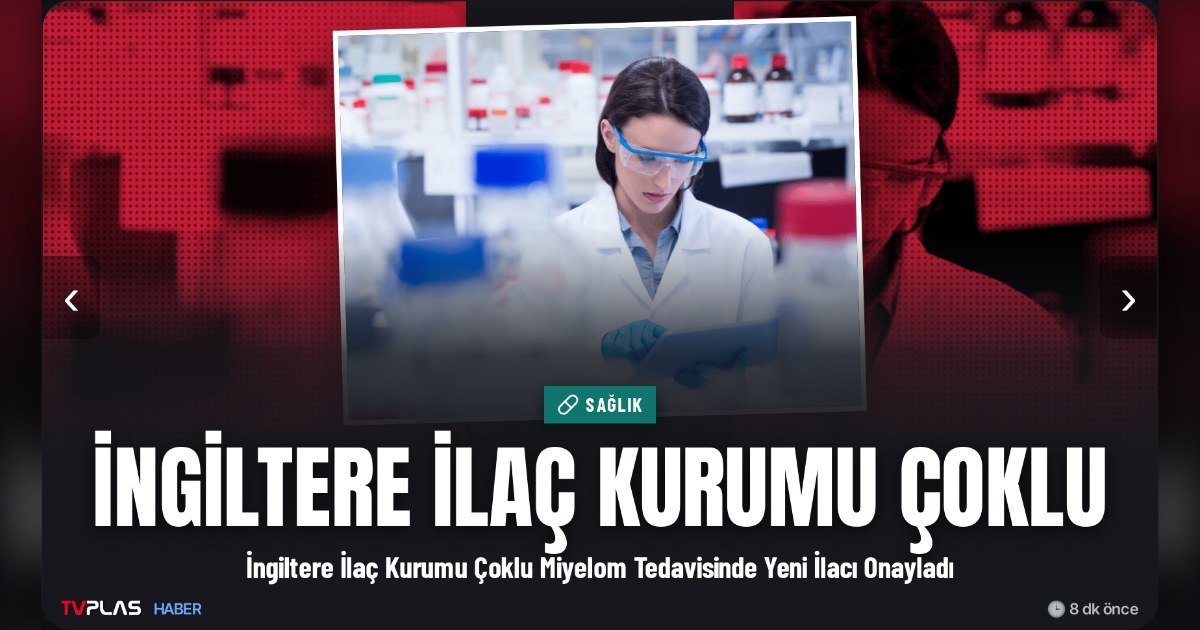 SAĞLIK
İNGİLTERE İLAÇ KURUMU ÇOKLU
İngiltere İlaç Kurumu Çoklu Miyelom Tedavisinde Yeni İlacı Onayladı
TVPLAS HABER
8 dk önce